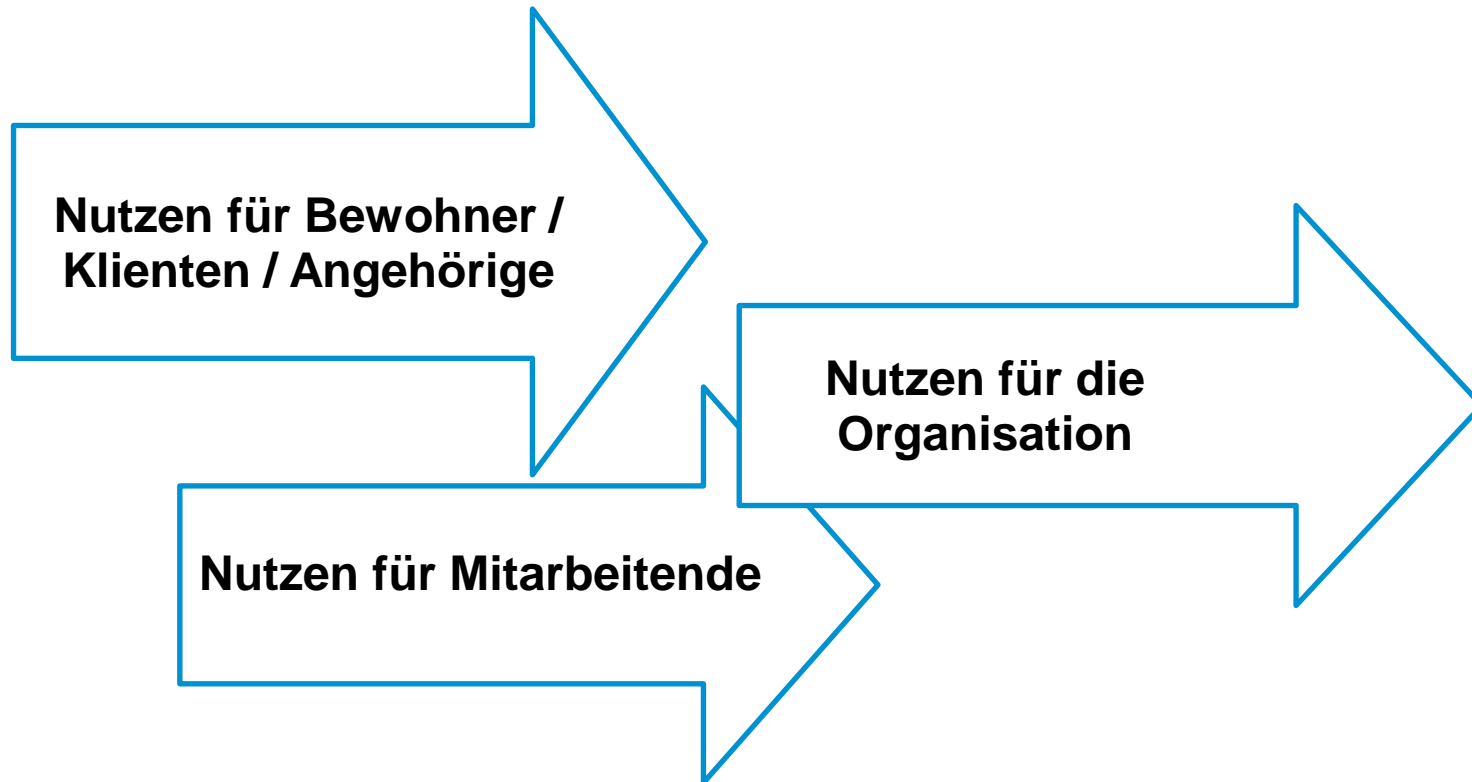 Nutzen für Bewohner /
Klienten / Angehörige
Nutzen für die
Organisation
Nutzen für Mitarbeitende